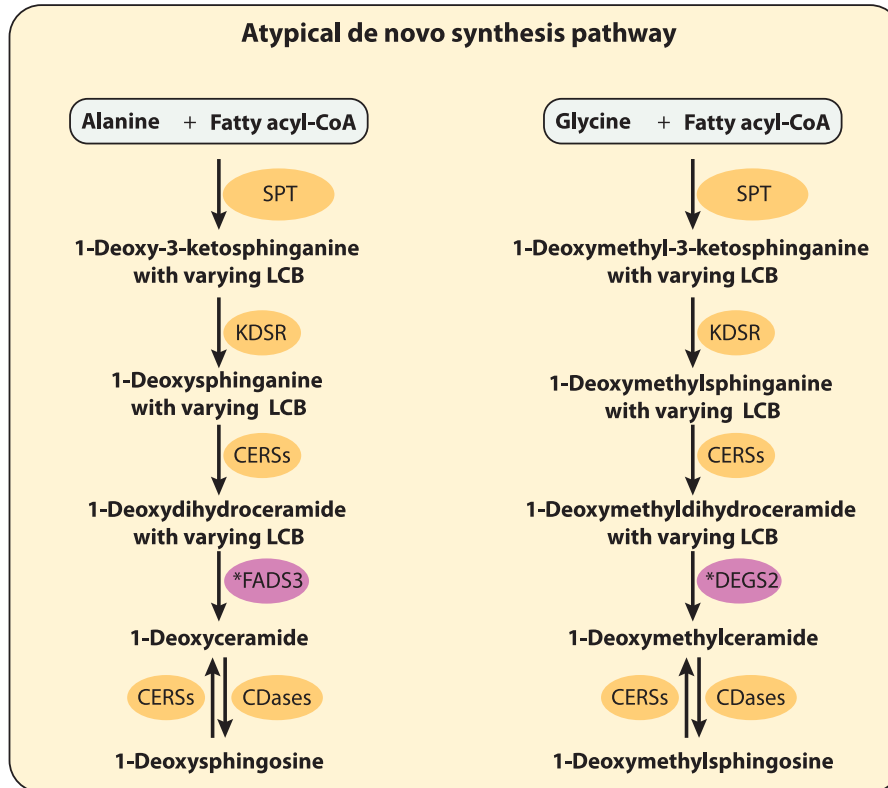 Atypical de novo synthesis pathway
Alanine + Fatty acyl-CoA
SPT
1-Deoxy-3-ketosphinganine
with varying LCB
KDSR
1-Deoxysphinganine
with varying LCB
CERSs
1-Deoxydihydroceramide
with varying LCB
*FADS3
1-Deoxyceramide
CERSs CDases
1-Deoxysphingosine
Glycine + Fatty acyl-CoA
SPT
1-Deoxymethyl-3-ketosphinganine
with varying LCB
KDSR
1-Deoxymethylsphinganine
with varying LCB
CERSs
1-Deoxymethyldihydroceramide
with varying LCB
*DEGS2
1-Deoxymethylceramide
CERSs CDases
1-Deoxymethylsphingosine